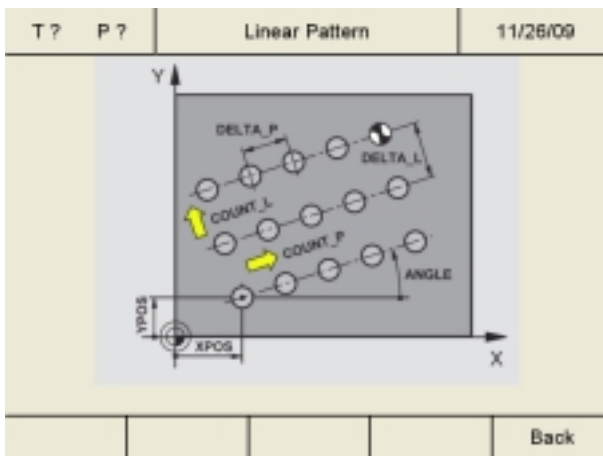 T ? P ? Linear Pattern 11/26/09
Y
DELTA_P
DELTA_L
COUNT_L
COUNT_P
ANGLE
YPOS
XPOS
X
Back